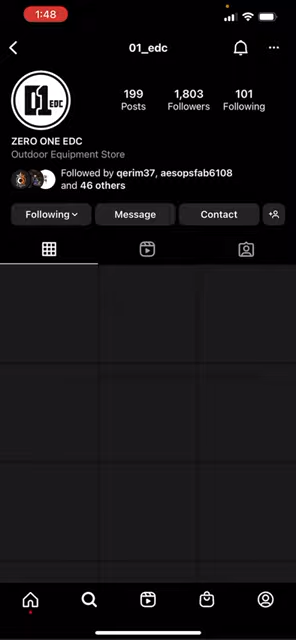 1:48
01_edc
01
EDC
199
Posts
1,803
Followers
101
Following
ZERO ONE EDC
Outdoor Equipment Store
Followed by qerim37, aesopsfab6108
and 46 others
Following
Message
Contact